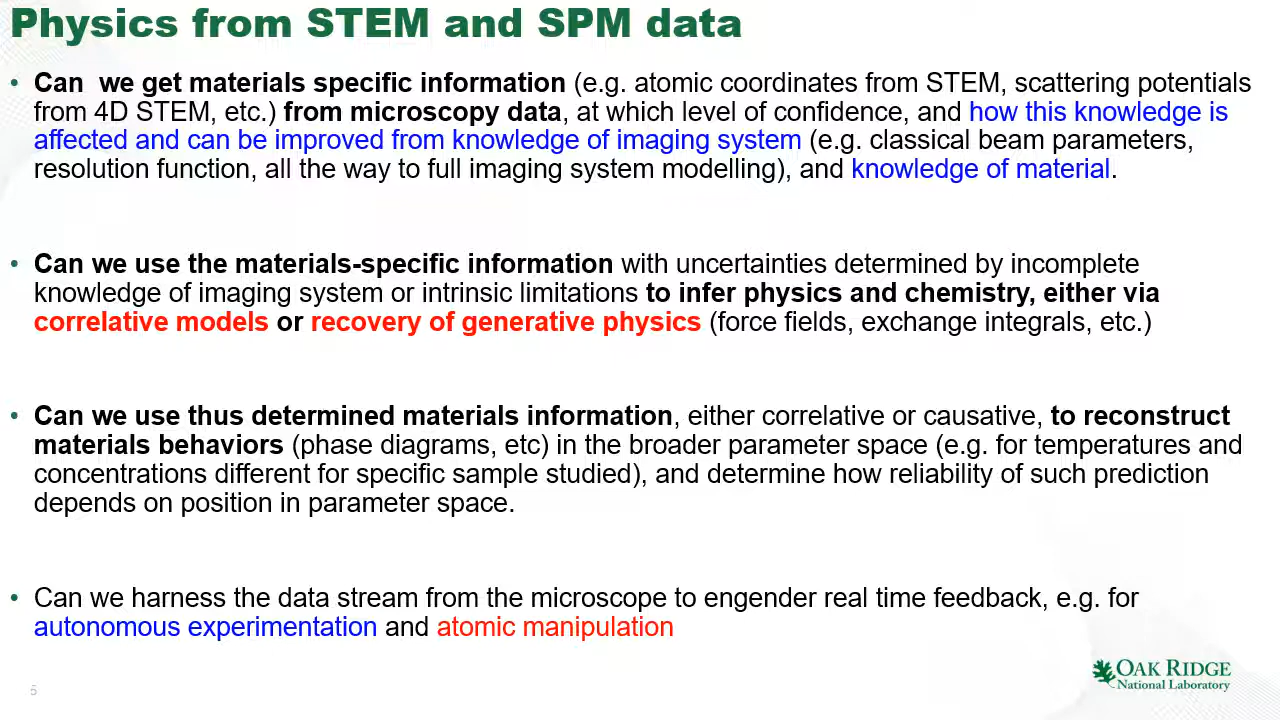 Physics from STEM and SPM data
• Can  we get materials specific information (e.g. atomic coordinates from STEM, scattering potentials
from 4D STEM, etc.) from microscopy data, at which level of confidence, and how this knowledge is
affected and can be improved from knowledge of imaging system (e.g. classical beam parameters,
resolution function, all the way to full imaging system modelling), and knowledge of material.
• Can we use the materials-specific information with uncertainties determined by incomplete
knowledge of imaging system or intrinsic limitations to infer physics and chemistry, either via
correlative models or recovery of generative physics (force fields, exchange integrals, etc.)
• Can we use thus determined materials information, either correlative or causative, to reconstruct
materials behaviors (phase diagrams, etc) in the broader parameter space (e.g. for temperatures and
concentrations different for specific sample studied), and determine how reliability of such prediction
depends on position in parameter space.
• Can we harness the data stream from the microscope to engender real time feedback, e.g. for
autonomous experimentation and atomic manipulation
5
OAK RIDGE
National Laboratory